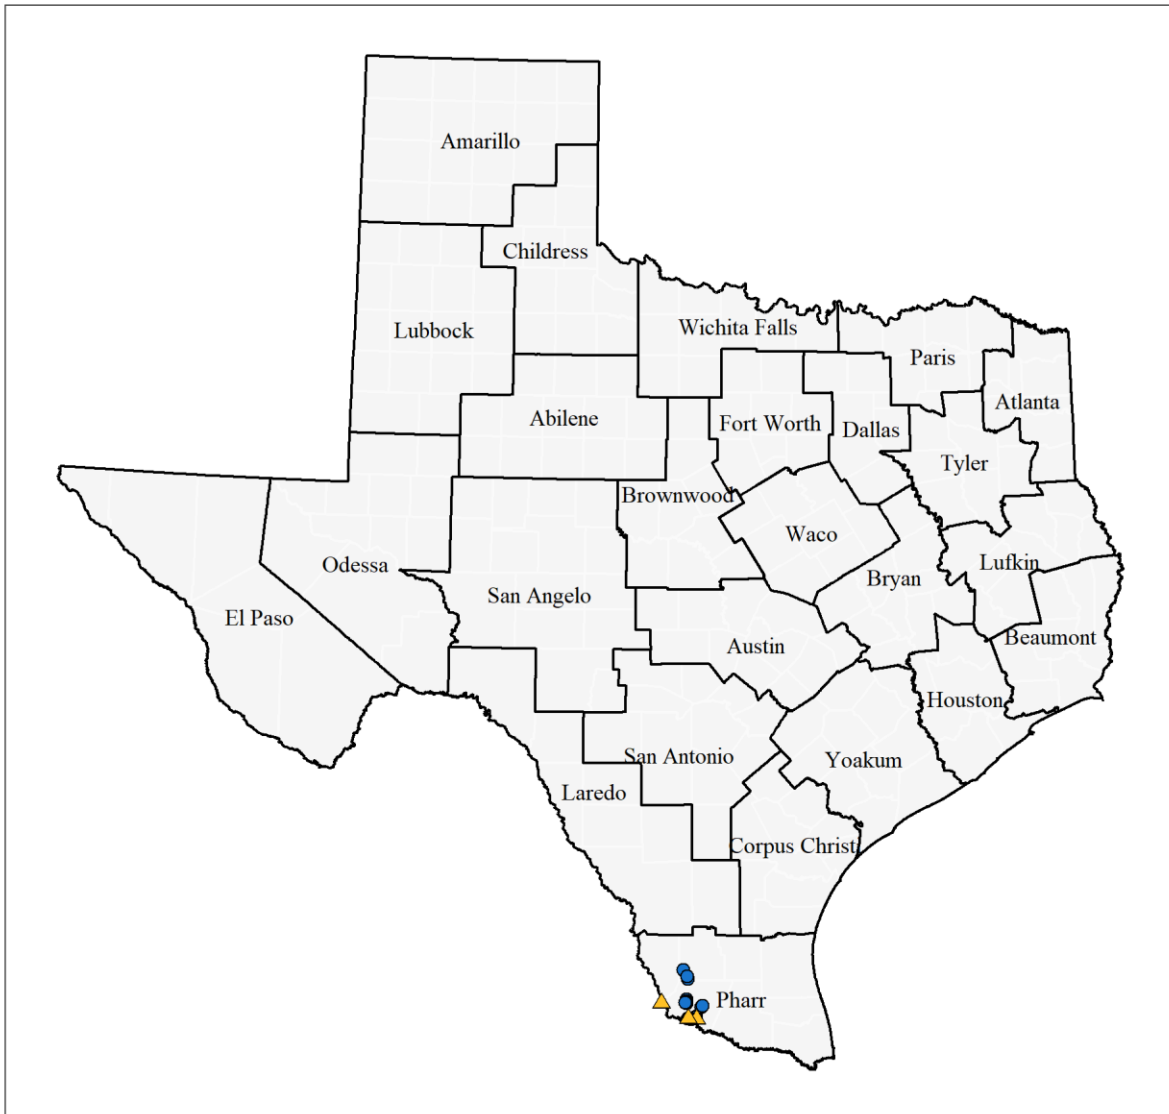 Amarillo
Childress
Lubbock
Wichita Falls
Paris
Atlanta
Abilene
Fort Worth
Dallas
Tyler
Brownwood
Waco
Odessa
Lufkin
Bryan
San Angelo
El Paso
Beaumont
Austin
Houston
San Antonio
Yoakum
Laredo
Corpus Christ
Pharr